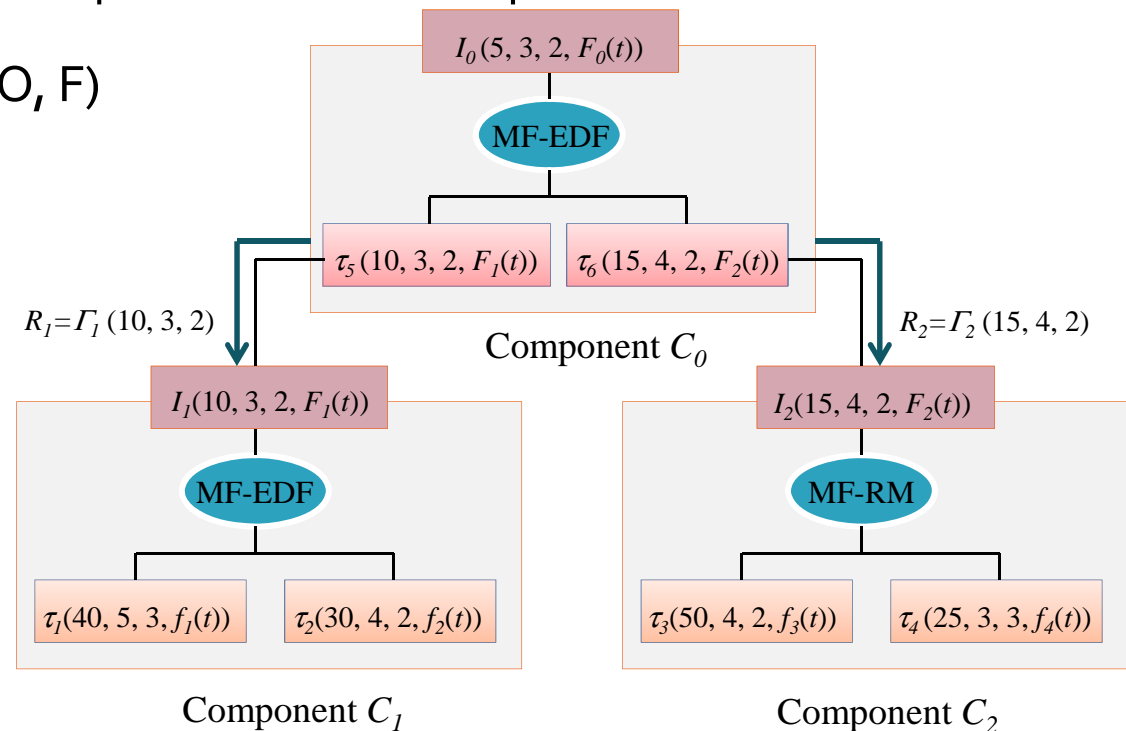 O, F)
I0 (5, 3, 2, F0(t))
MF-EDF
τ5 (10, 3, 2, F1(t))
τ6 (15, 4, 2, F2(t))
R1=Γ1 (10, 3, 2)
R2=Γ2 (15, 4, 2)
Component C0
I1(10, 3, 2, F1(t))
I2(15, 4, 2, F2(t))
MF-EDF
MF-RM
τ1(40, 5, 3, f1(t))
τ2(30, 4, 2, f2(t))
τ3(50, 4, 2, f3(t))
τ4 (25, 3, 3, f4(t))
Component C1
Component C2